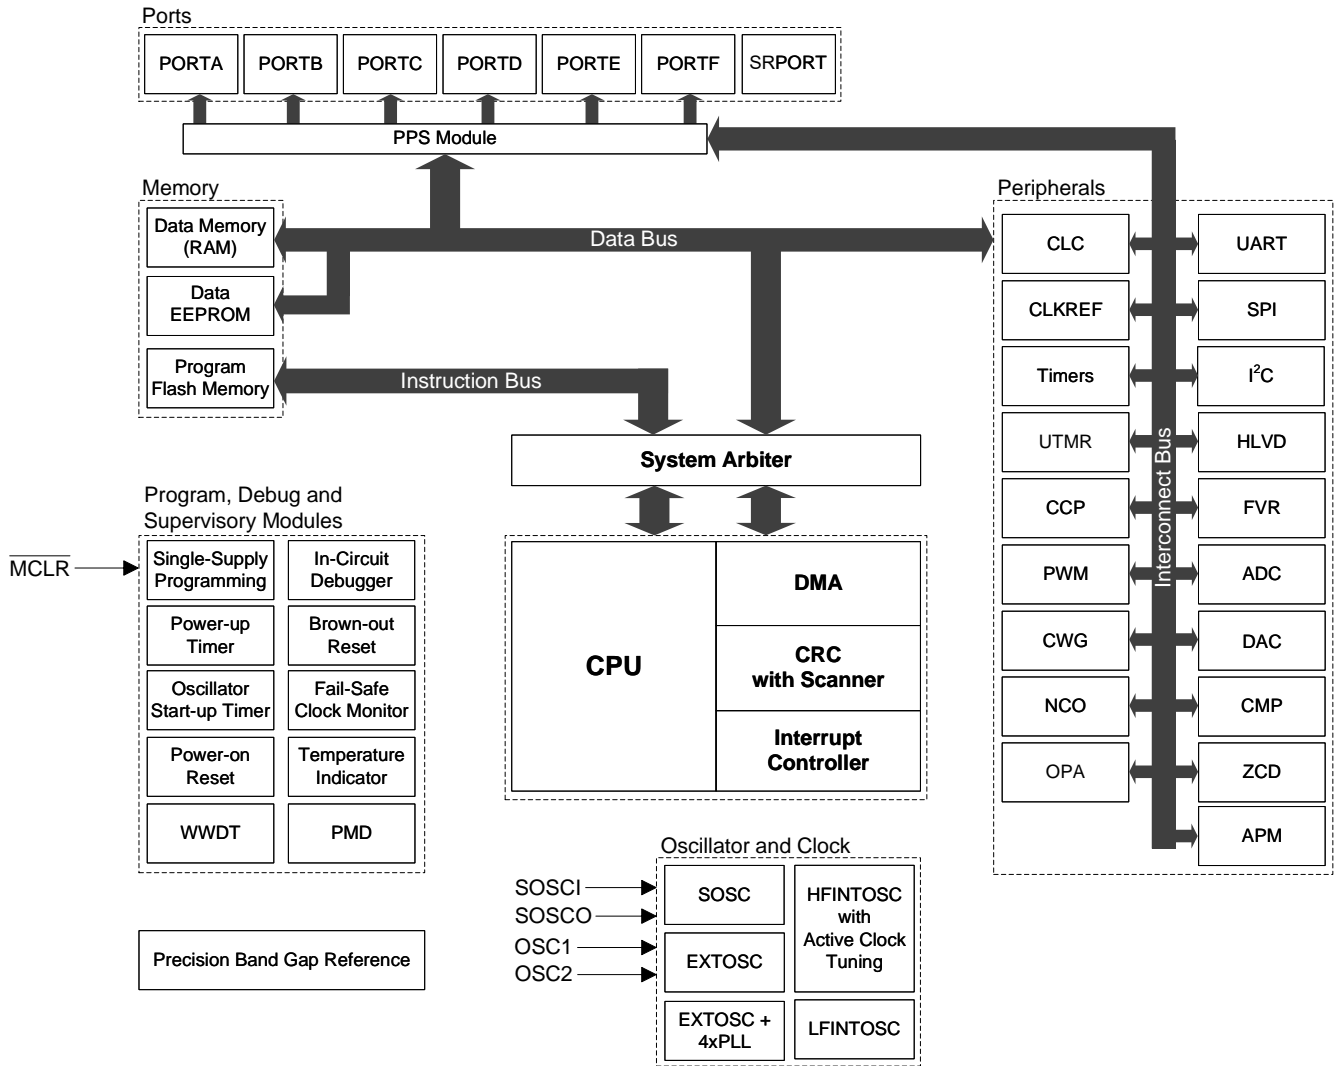 Ports
PORTA
PORTB
PORTC
PORTD
PORTE
PORTF
SRPORT
PPS Module
Memory
Data Memory
(RAM)
Data
EEPROM
Program
Flash Memory
Data Bus
Instruction Bus
System Arbiter
CPU
DMA
CRC
with Scanner
Interrupt
Controller
Peripherals
CLC
UART
CLKREF
SPI
Timers
I²C
UTMR
HLVD
CCP
FVR
PWM
ADC
CWG
DAC
NCO
CMP
OPA
ZCD
APM
Interconnect Bus
Program, Debug and
Supervisory Modules
MCLR
Single-Supply
Programming
In-Circuit
Debugger
Power-up
Timer
Brown-out
Reset
Oscillator
Start-up Timer
Fail-Safe
Clock Monitor
Power-on
Reset
Temperature
Indicator
WWDT
PMD
Precision Band Gap Reference
Oscillator and Clock
SOSCI
SOSCO
OSC1
OSC2
SOSC
HFINTOSC
with
Active Clock
Tuning
EXTOSC
EXTOSC +
4xPLL
LFINTOSC